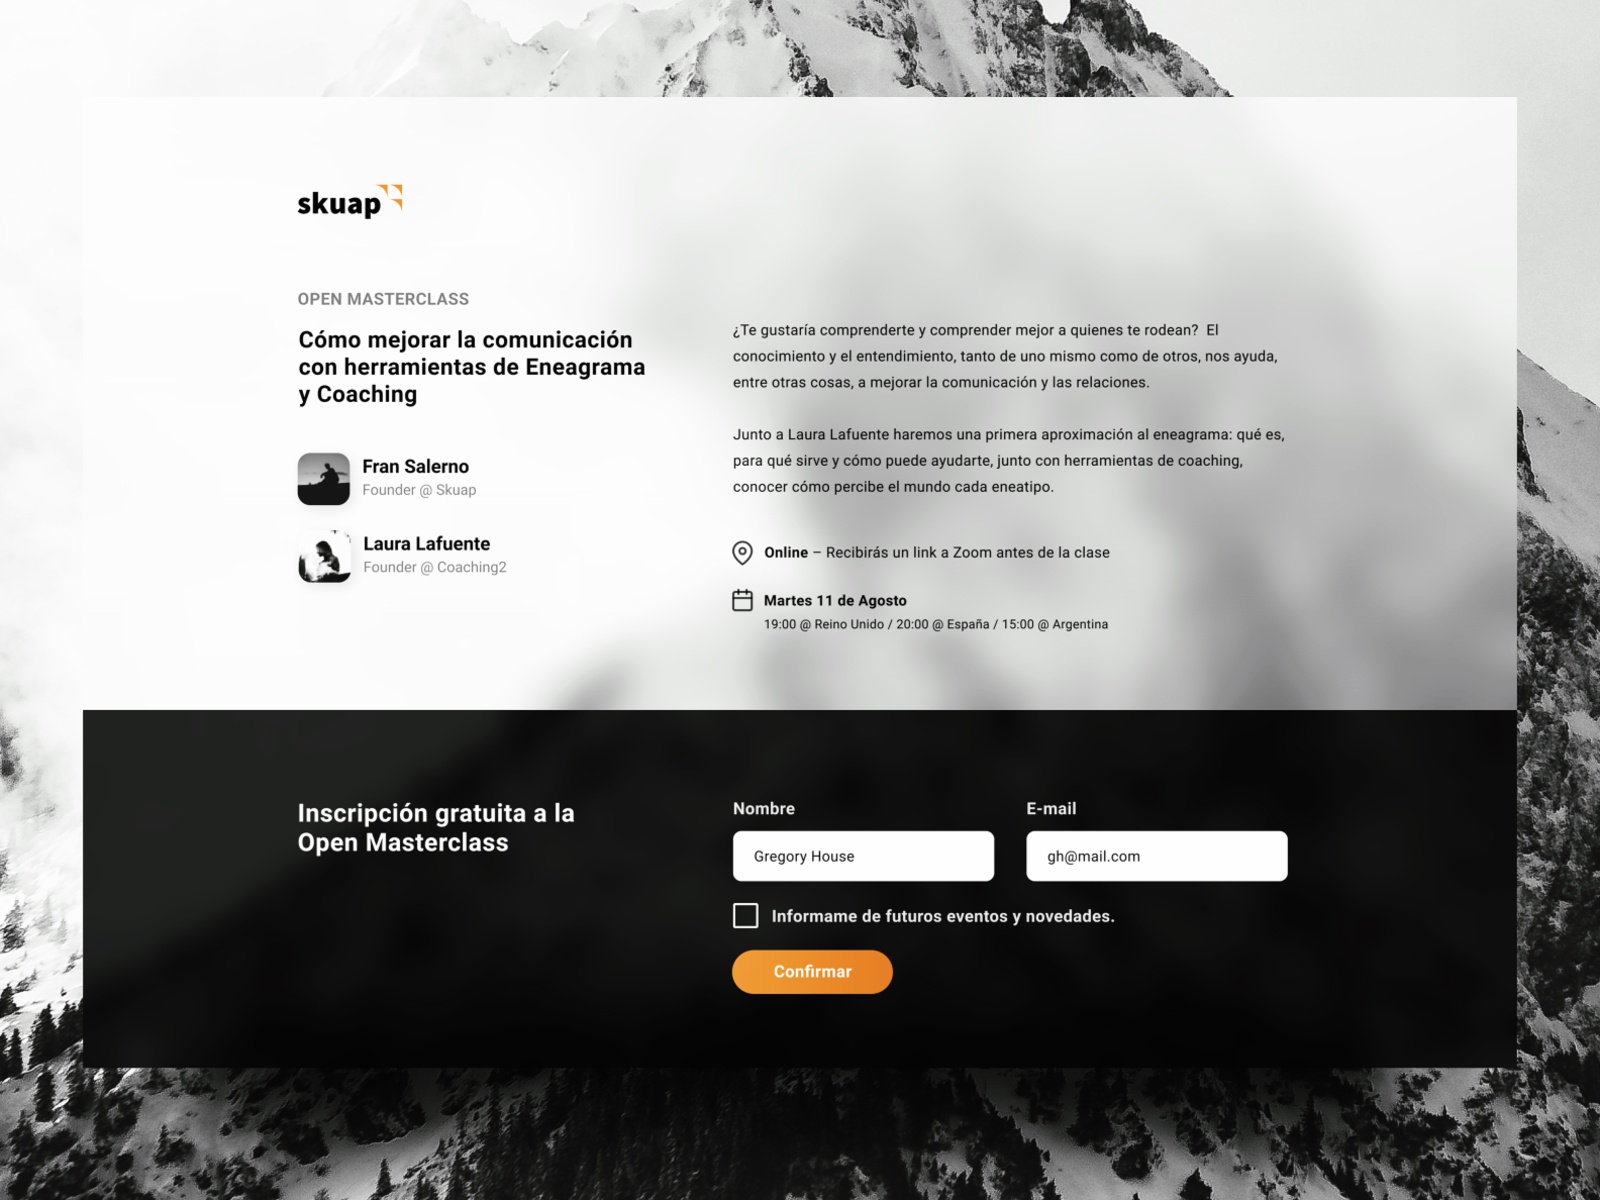 skuap
OPEN MASTERCLASS
Cómo mejorar la comunicación
con herramientas de Eneagrama
y Coaching
Fran Salerno
Founder @ Skuap
Laura Lafuente
Founder @ Coaching2
¿Te gustaría comprenderte y comprender mejor a quienes te rodean?  El
conocimiento y el entendimiento, tanto de uno mismo como de otros, nos ayuda,
entre otras cosas, a mejorar la comunicación y las relaciones.
Junto a Laura Lafuente haremos una primera aproximación al eneagrama: qué es,
para qué sirve y cómo puede ayudarte, junto con herramientas de coaching,
conocer cómo percibe el mundo cada eneatipo.
Online – Recibirás un link a Zoom antes de la clase
Martes 11 de Agosto
19:00 @ Reino Unido / 20:00 @ España / 15:00 @ Argentina
Inscripción gratuita a la
Open Masterclass
Nombre
Gregory House
E-mail
gh@mail.com
Informame de futuros eventos y novedades.
Confirmar